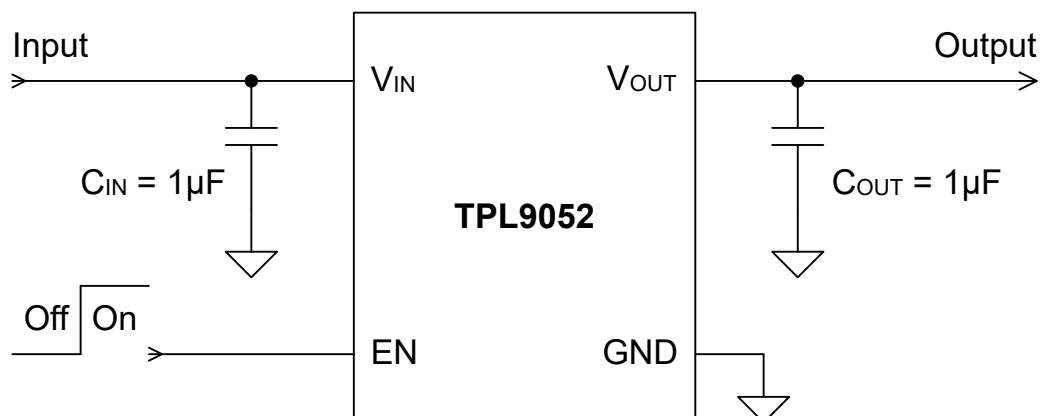 Input
Output
VIN
VOUT
CIN = 1µF
COUT = 1µF
TPL9052
Off
On
EN
GND